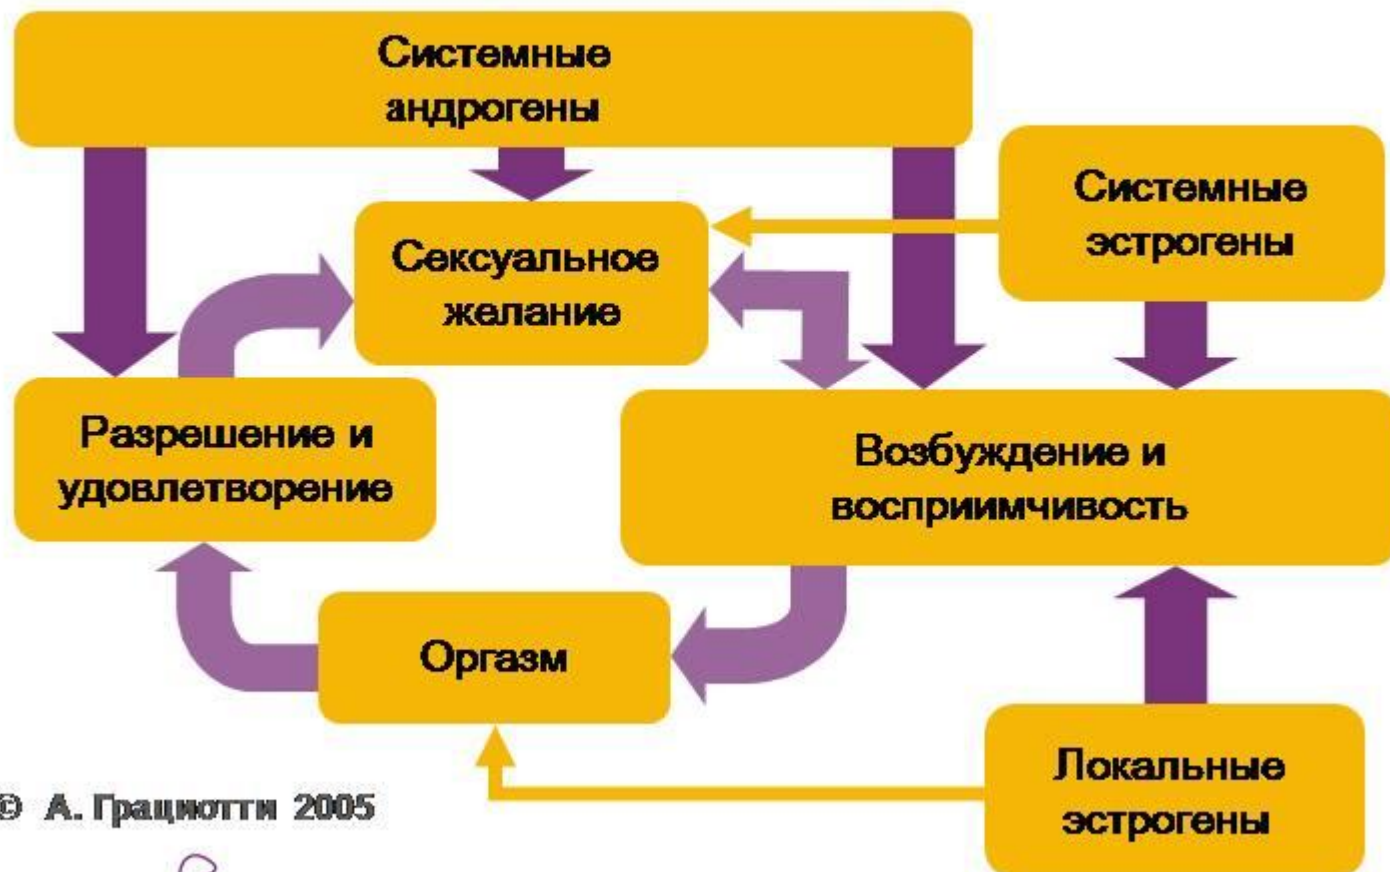 Системные
андрогены
Системные
эстрогены
Сексуальное
желание
Разрешение и
удовлетворение
Возбуждение и
восприимчивость
Оргазм
Локальные
эстрогены
© А. Грациотти 2005